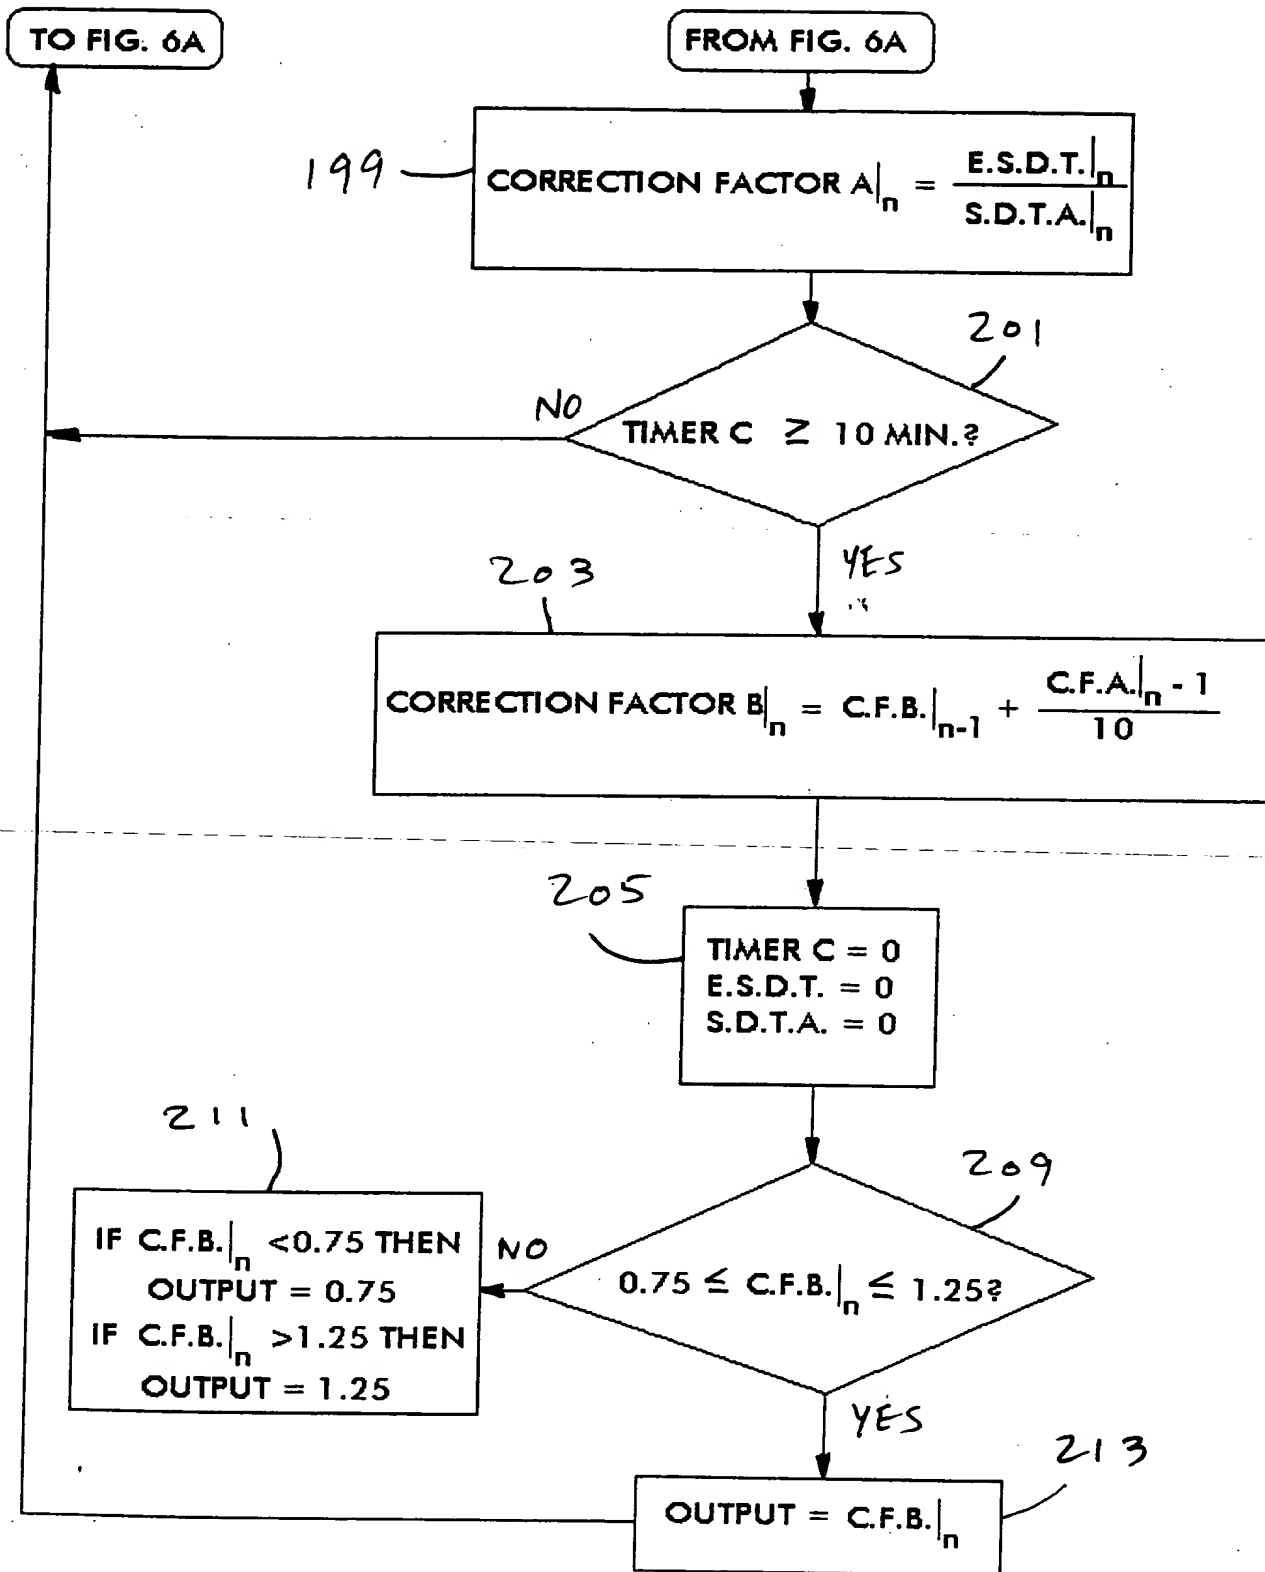 TO FIG. 6A
FROM FIG. 6A
199
CORRECTION FACTOR A|n = E.S.D.T.|n / S.D.T.A.|n
201
NO
TIMER C ≥ 10 MIN.?
YES
203
CORRECTION FACTOR B|n = C.F.B.|n-1 + C.F.A.|n - 1 / 10
205
TIMER C = 0
E.S.D.T. = 0
S.D.T.A. = 0
211
209
IF C.F.B.|n <0.75 THEN
OUTPUT = 0.75
IF C.F.B.|n >1.25 THEN
OUTPUT = 1.25
NO
0.75 ≤ C.F.B.|n ≤ 1.25?
YES
213
OUTPUT = C.F.B.|n